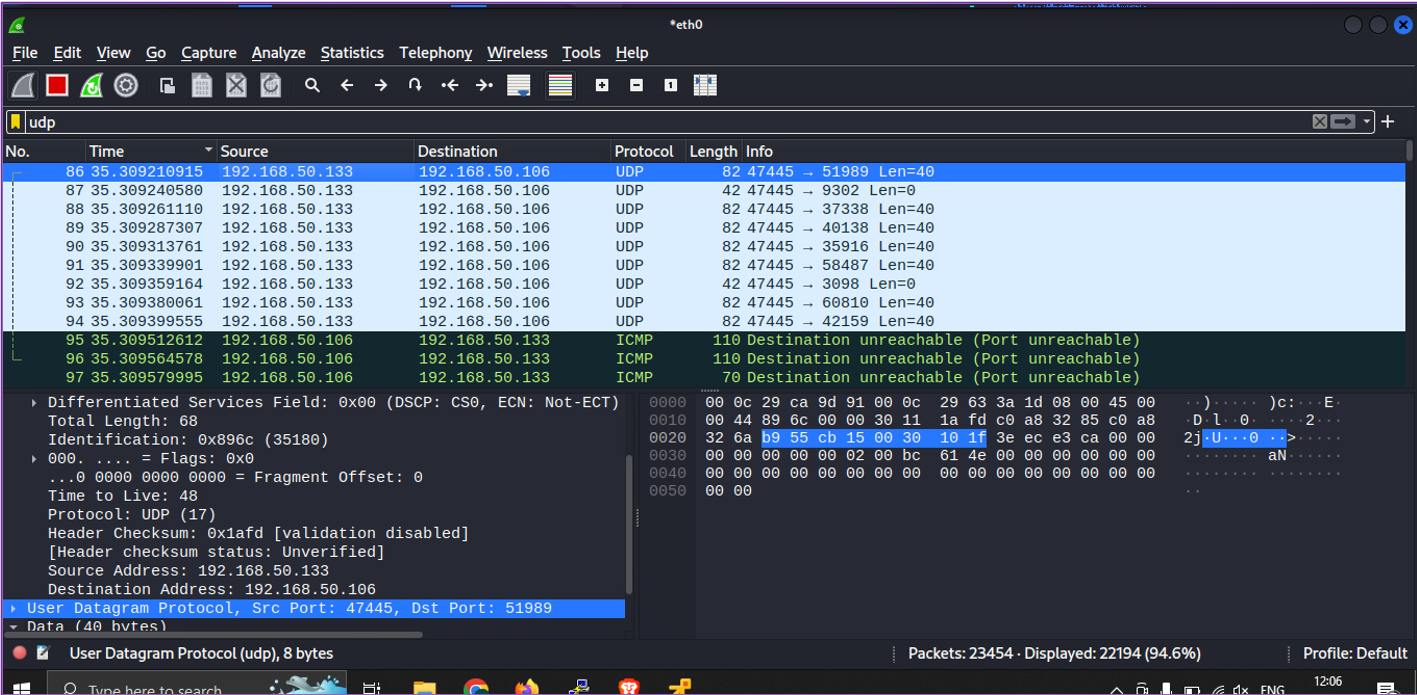 *eth0
File Edit View Go Capture Analyze Statistics Telephony Wireless Tools Help
udp
No. Time Source Destination Protocol Length Info
86 35.309210915 192.168.50.133 192.168.50.106 UDP 82 47445 → 51989 Len=40
87 35.309240580 192.168.50.133 192.168.50.106 UDP 42 47445 → 9302 Len=0
88 35.309261110 192.168.50.133 192.168.50.106 UDP 82 47445 → 37338 Len=40
89 35.309287307 192.168.50.133 192.168.50.106 UDP 82 47445 → 40138 Len=40
90 35.309313761 192.168.50.133 192.168.50.106 UDP 82 47445 → 35916 Len=40
91 35.309339901 192.168.50.133 192.168.50.106 UDP 82 47445 → 58487 Len=40
92 35.309359164 192.168.50.133 192.168.50.106 UDP 42 47445 → 3098 Len=0
93 35.309380061 192.168.50.133 192.168.50.106 UDP 82 47445 → 60810 Len=40
94 35.309399555 192.168.50.133 192.168.50.106 UDP 82 47445 → 42159 Len=40
95 35.309512612 192.168.50.106 192.168.50.133 ICMP 110 Destination unreachable (Port unreachable)
96 35.309564578 192.168.50.106 192.168.50.133 ICMP 110 Destination unreachable (Port unreachable)
97 35.309579995 192.168.50.106 192.168.50.133 ICMP 70 Destination unreachable (Port unreachable)
Differentiated Services Field: 0x00 (DSCP: CS0, ECN: Not-ECT)
Total Length: 68
Identification: 0x896c (35180)
000. .... = Flags: 0x0
...0 0000 0000 0000 = Fragment Offset: 0
Time to Live: 48
Protocol: UDP (17)
Header Checksum: 0x1afd [validation disabled]
[Header checksum status: Unverified]
Source Address: 192.168.50.133
Destination Address: 192.168.50.106
User Datagram Protocol, Src Port: 47445, Dst Port: 51989
Data (40 bytes)
0000 00 0c 29 ca 9d 91 00 0c 29 63 3a 1d 08 00 45 00 ··)·····)c:···E·
0010 00 44 89 6c 00 00 30 11 1a fd c0 a8 32 85 c0 a8 ·D·l··0·····2···
0020 32 6a b9 55 cb 15 00 30 10 1f 3e ec e3 ca 00 00 2j·U···0··>·····
0030 00 00 00 00 00 02 00 bc 61 4e 00 00 00 00 00 00 ········aN······
0040 00 00 00 00 00 00 00 00 00 00 00 00 00 00 00 00 ················
0050 00 00 ··
User Datagram Protocol (udp), 8 bytes
Packets: 23454 · Displayed: 22194 (94.6%)
Profile: Default
Type here to search
ENG
12:06